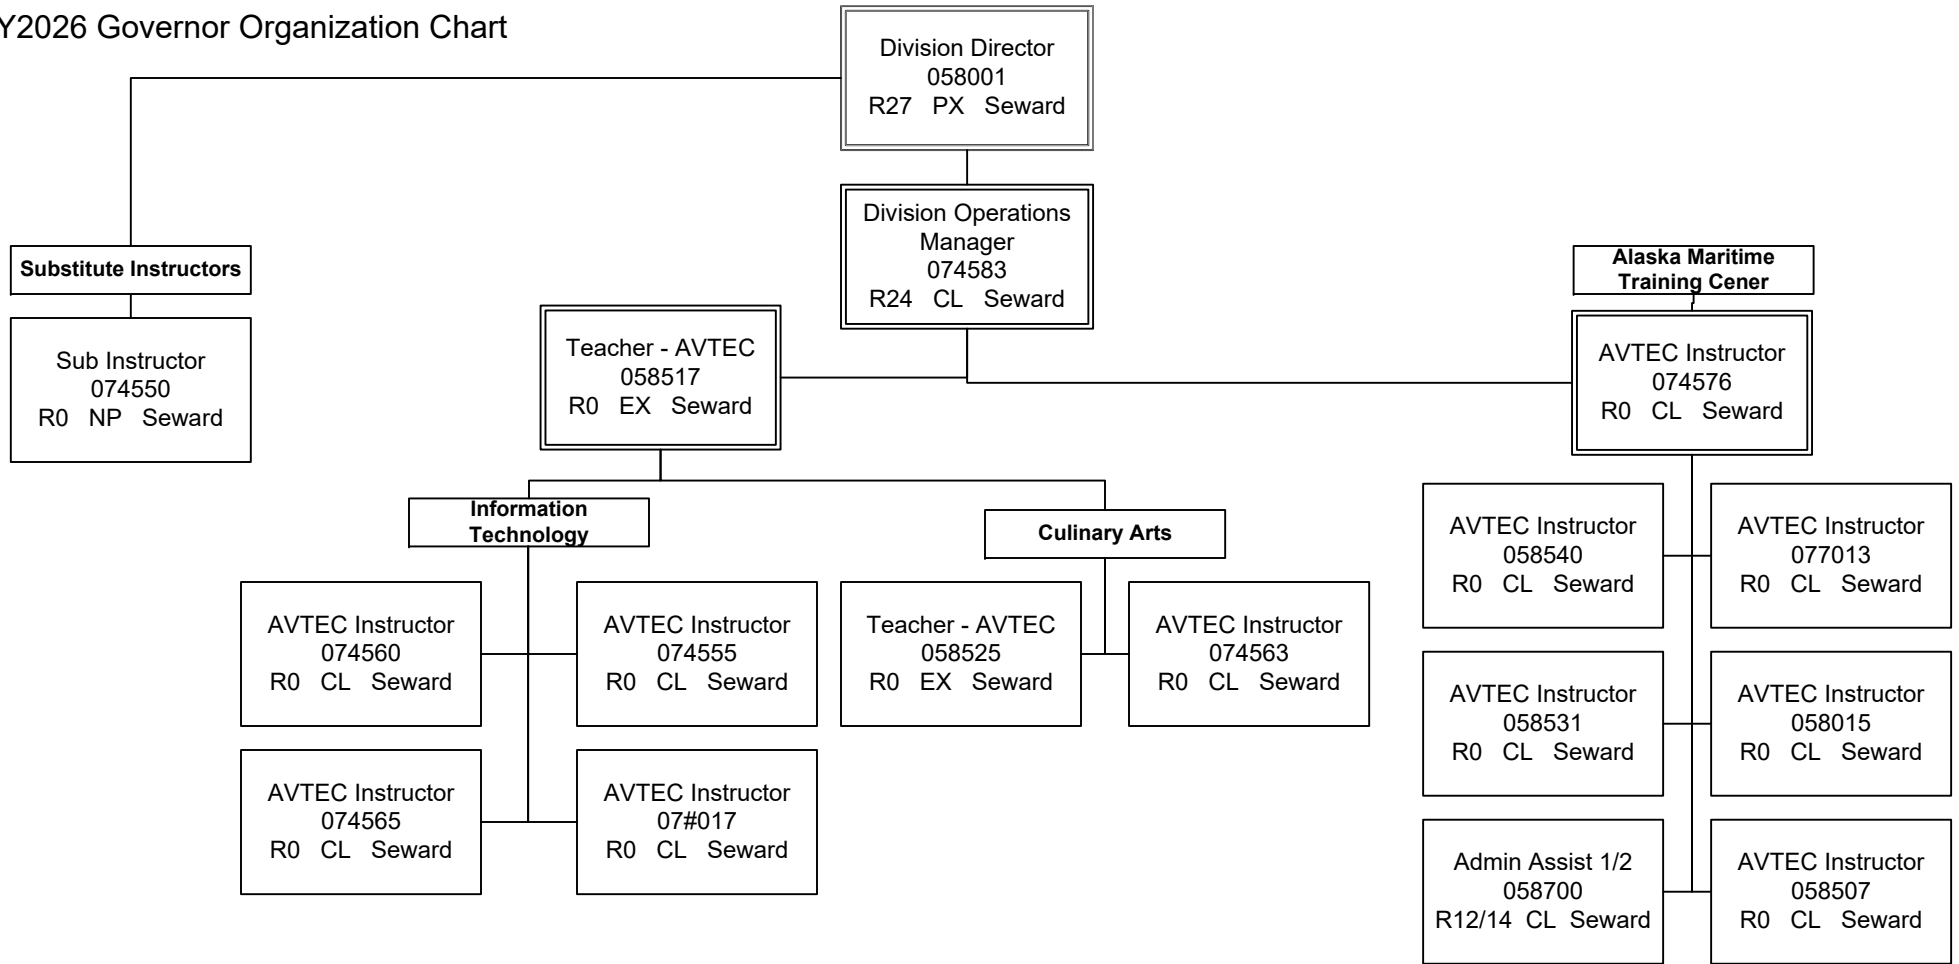 Y2026 Governor Organization Chart
Division Director
058001
R27 PX Seward
Division Operations
Manager
074583
R24 CL Seward
Substitute Instructors
Sub Instructor
074550
R0 NP Seward
Teacher - AVTEC
058517
R0 EX Seward
Alaska Maritime
Training Cener
AVTEC Instructor
074576
R0 CL Seward
Information
Technology
AVTEC Instructor
074560
R0 CL Seward
AVTEC Instructor
074555
R0 CL Seward
AVTEC Instructor
074565
R0 CL Seward
AVTEC Instructor
07#017
R0 CL Seward
Culinary Arts
Teacher - AVTEC
058525
R0 EX Seward
AVTEC Instructor
074563
R0 CL Seward
AVTEC Instructor
058540
R0 CL Seward
AVTEC Instructor
077013
R0 CL Seward
AVTEC Instructor
058531
R0 CL Seward
AVTEC Instructor
058015
R0 CL Seward
Admin Assist 1/2
058700
R12/14 CL Seward
AVTEC Instructor
058507
R0 CL Seward